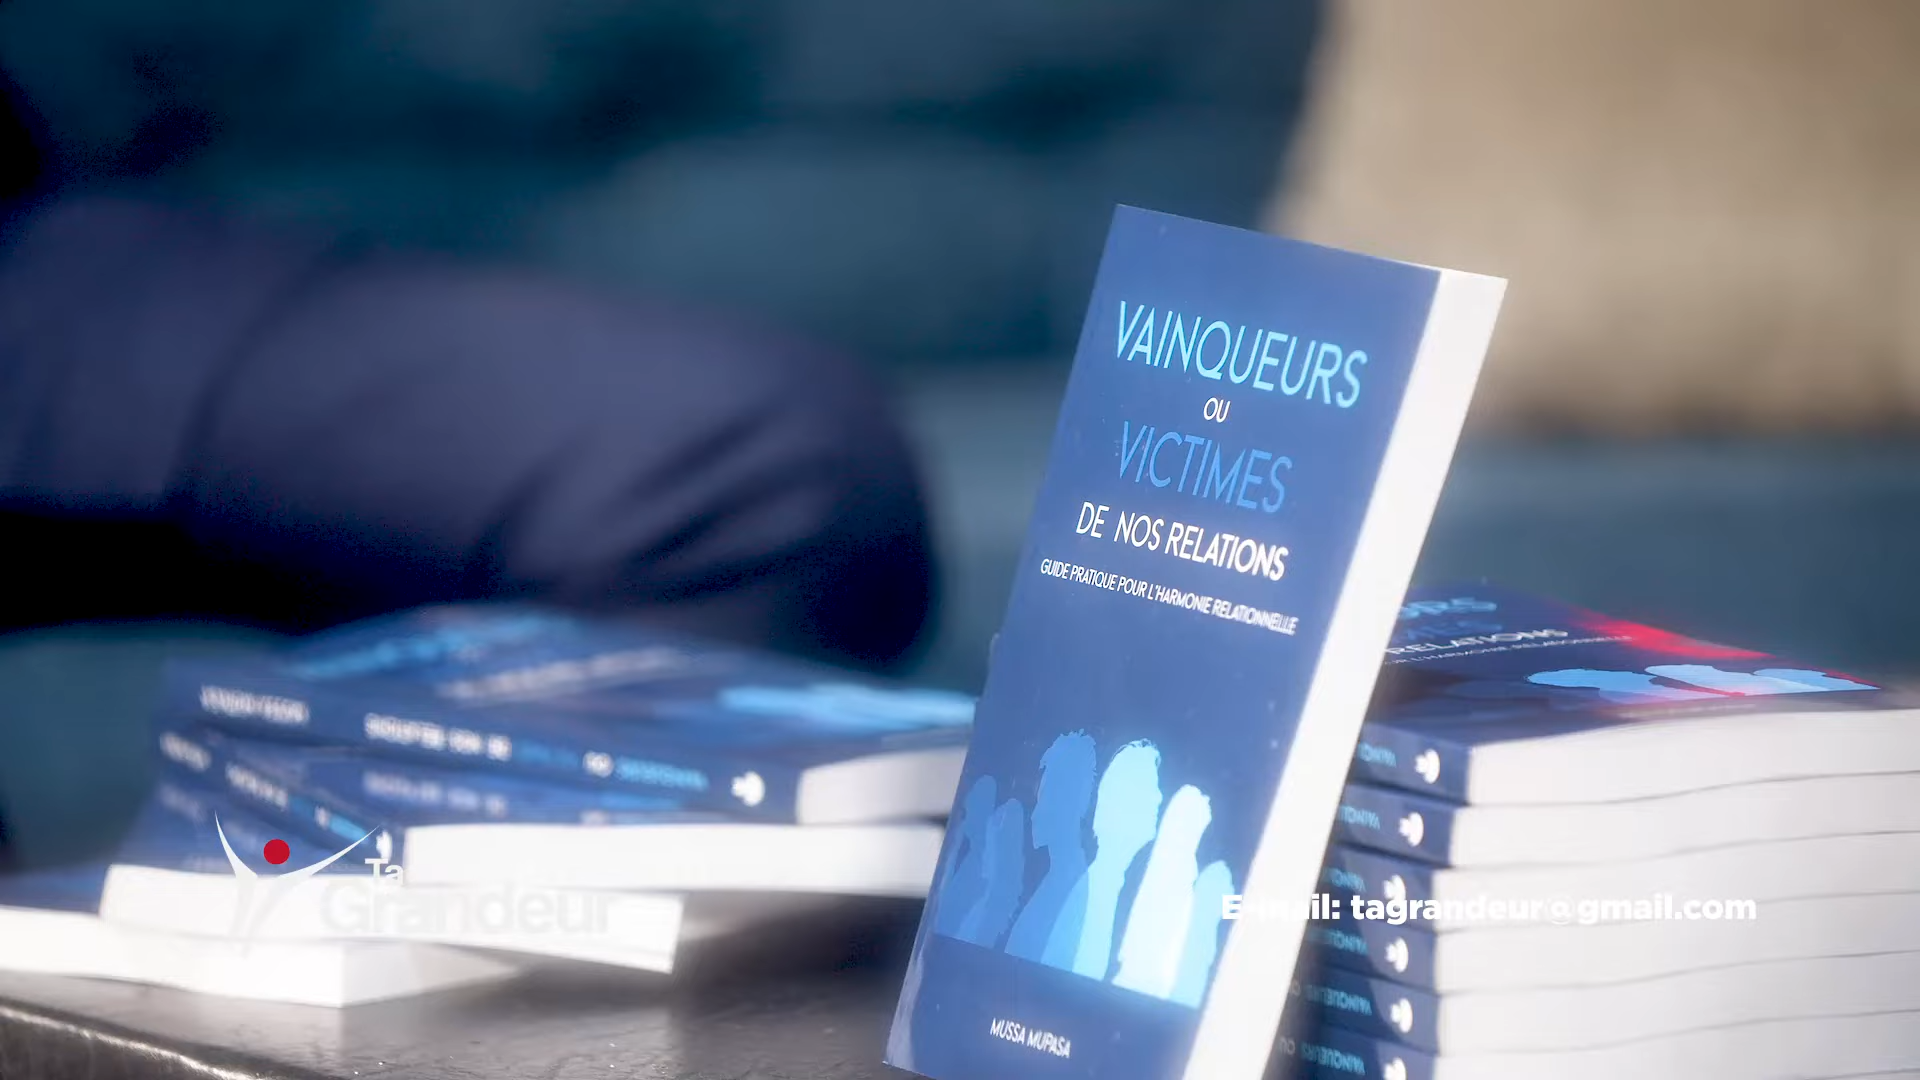 VAINQUEURS
OU
VICTIMES
DE NOS RELATIONS
GUIDE PRATIQUE POUR L'HARMONIE RELATIONNELLE
MUSSA MUPASA
RELATIONS
VAINQUEURS
Ta
Grandeur
E-mail: tagrandeur@gmail.com